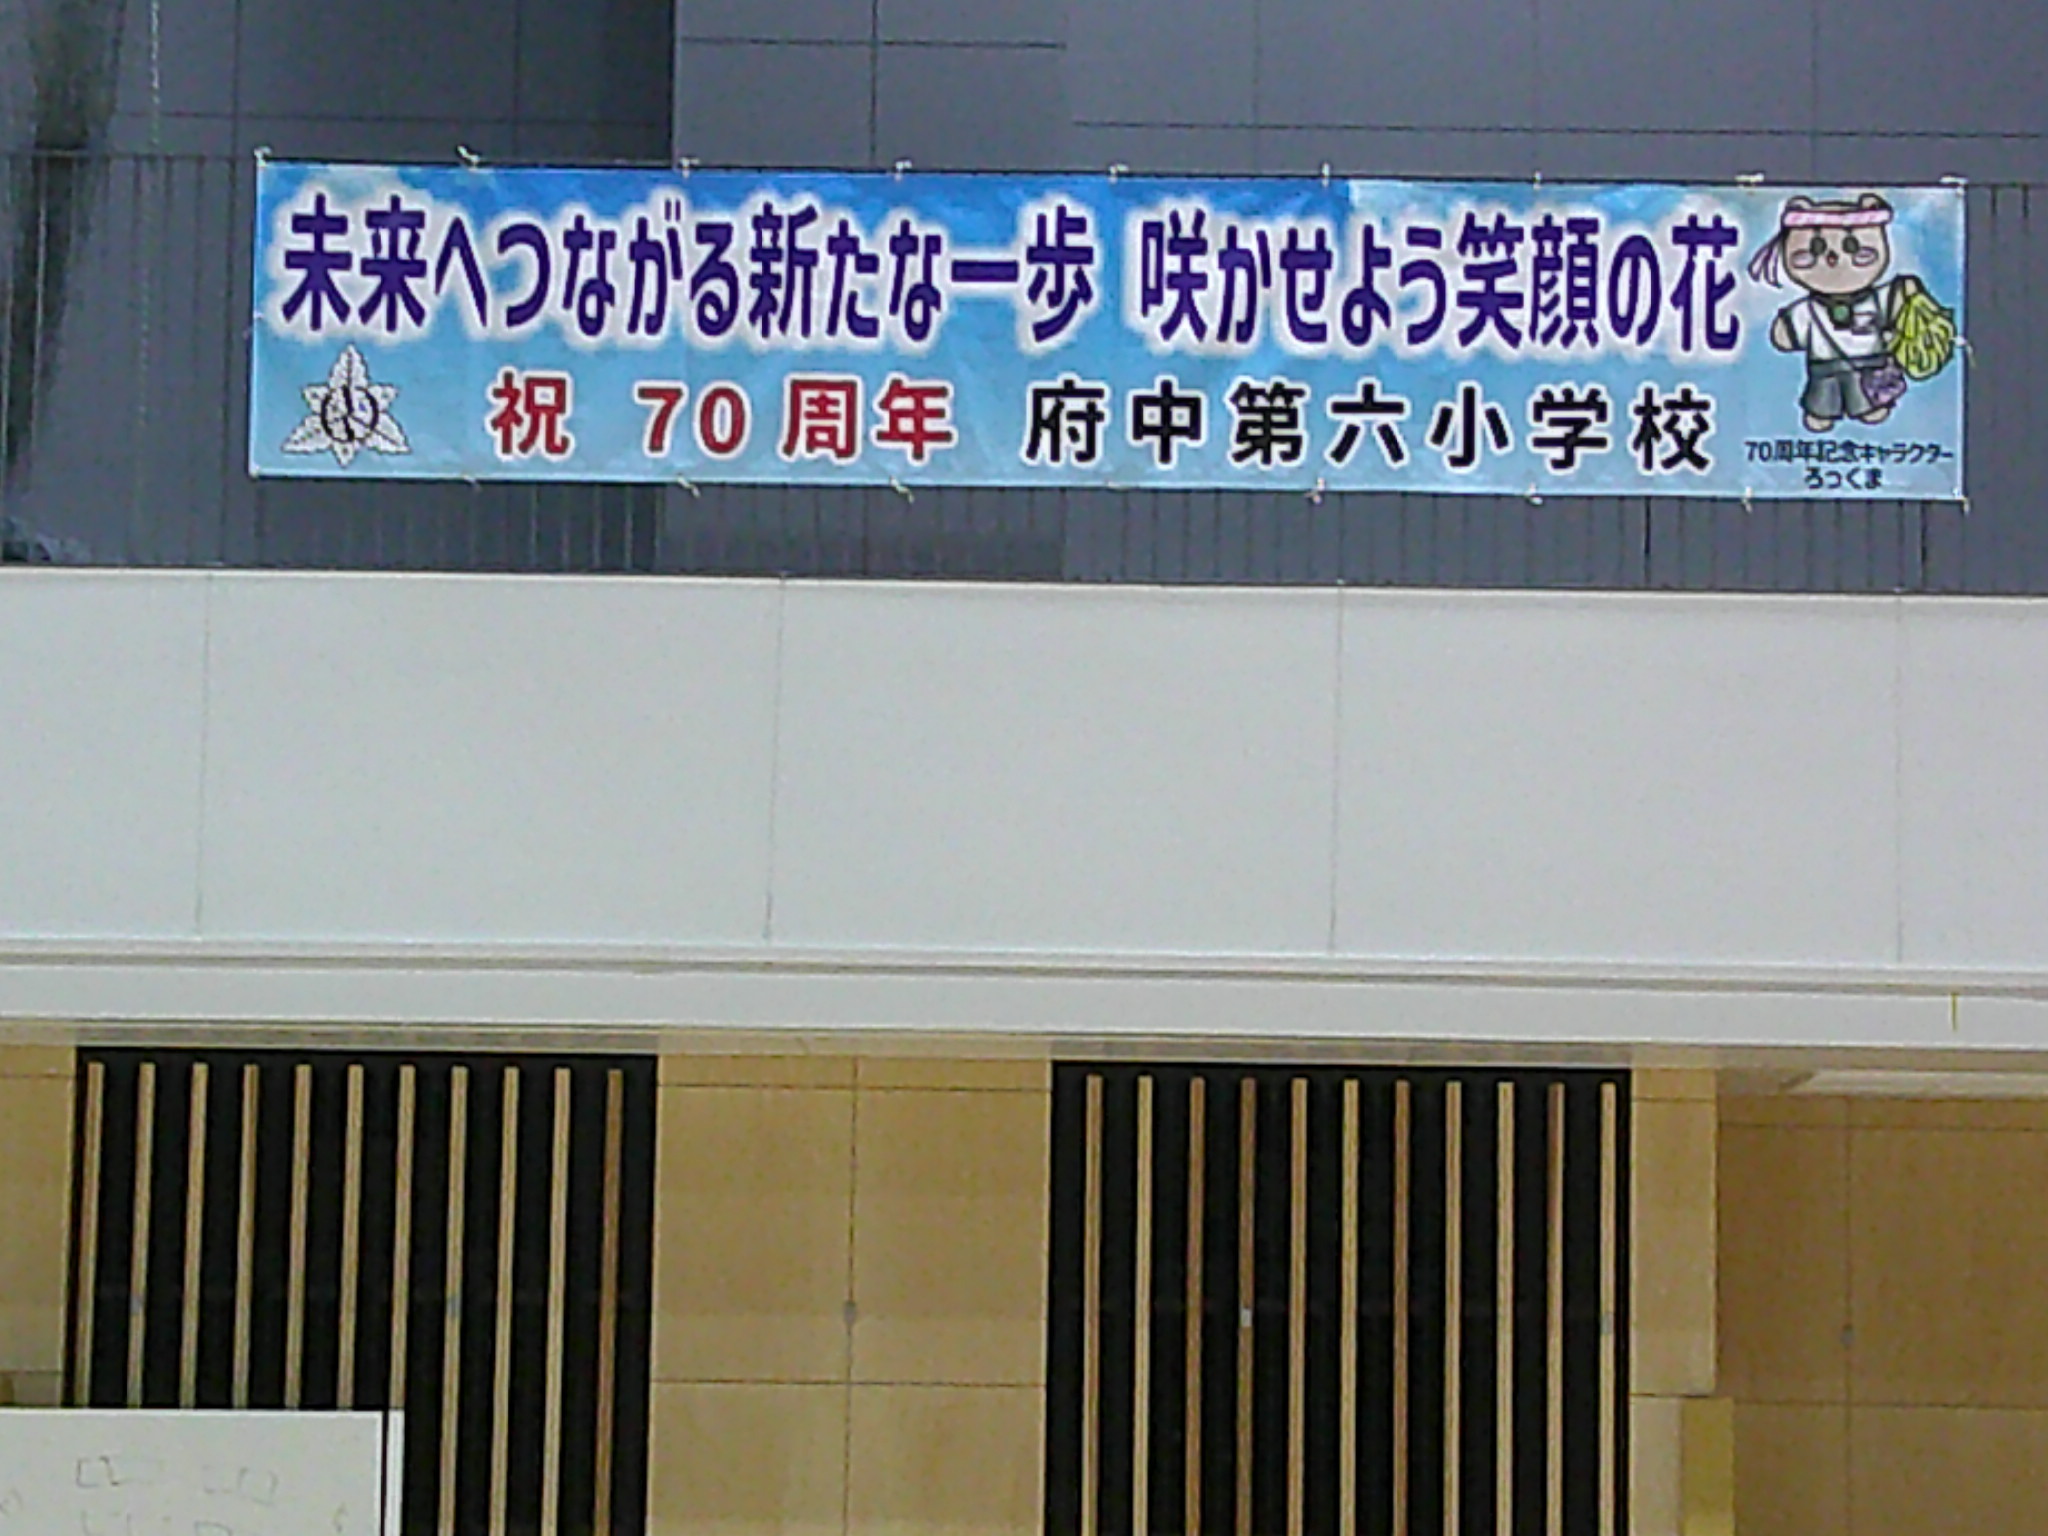 未来へつながる新たな一歩 咲かせよう笑顔の花
祝 70周年 府中第六小学校
70周年記念キャラクター
ろっくま